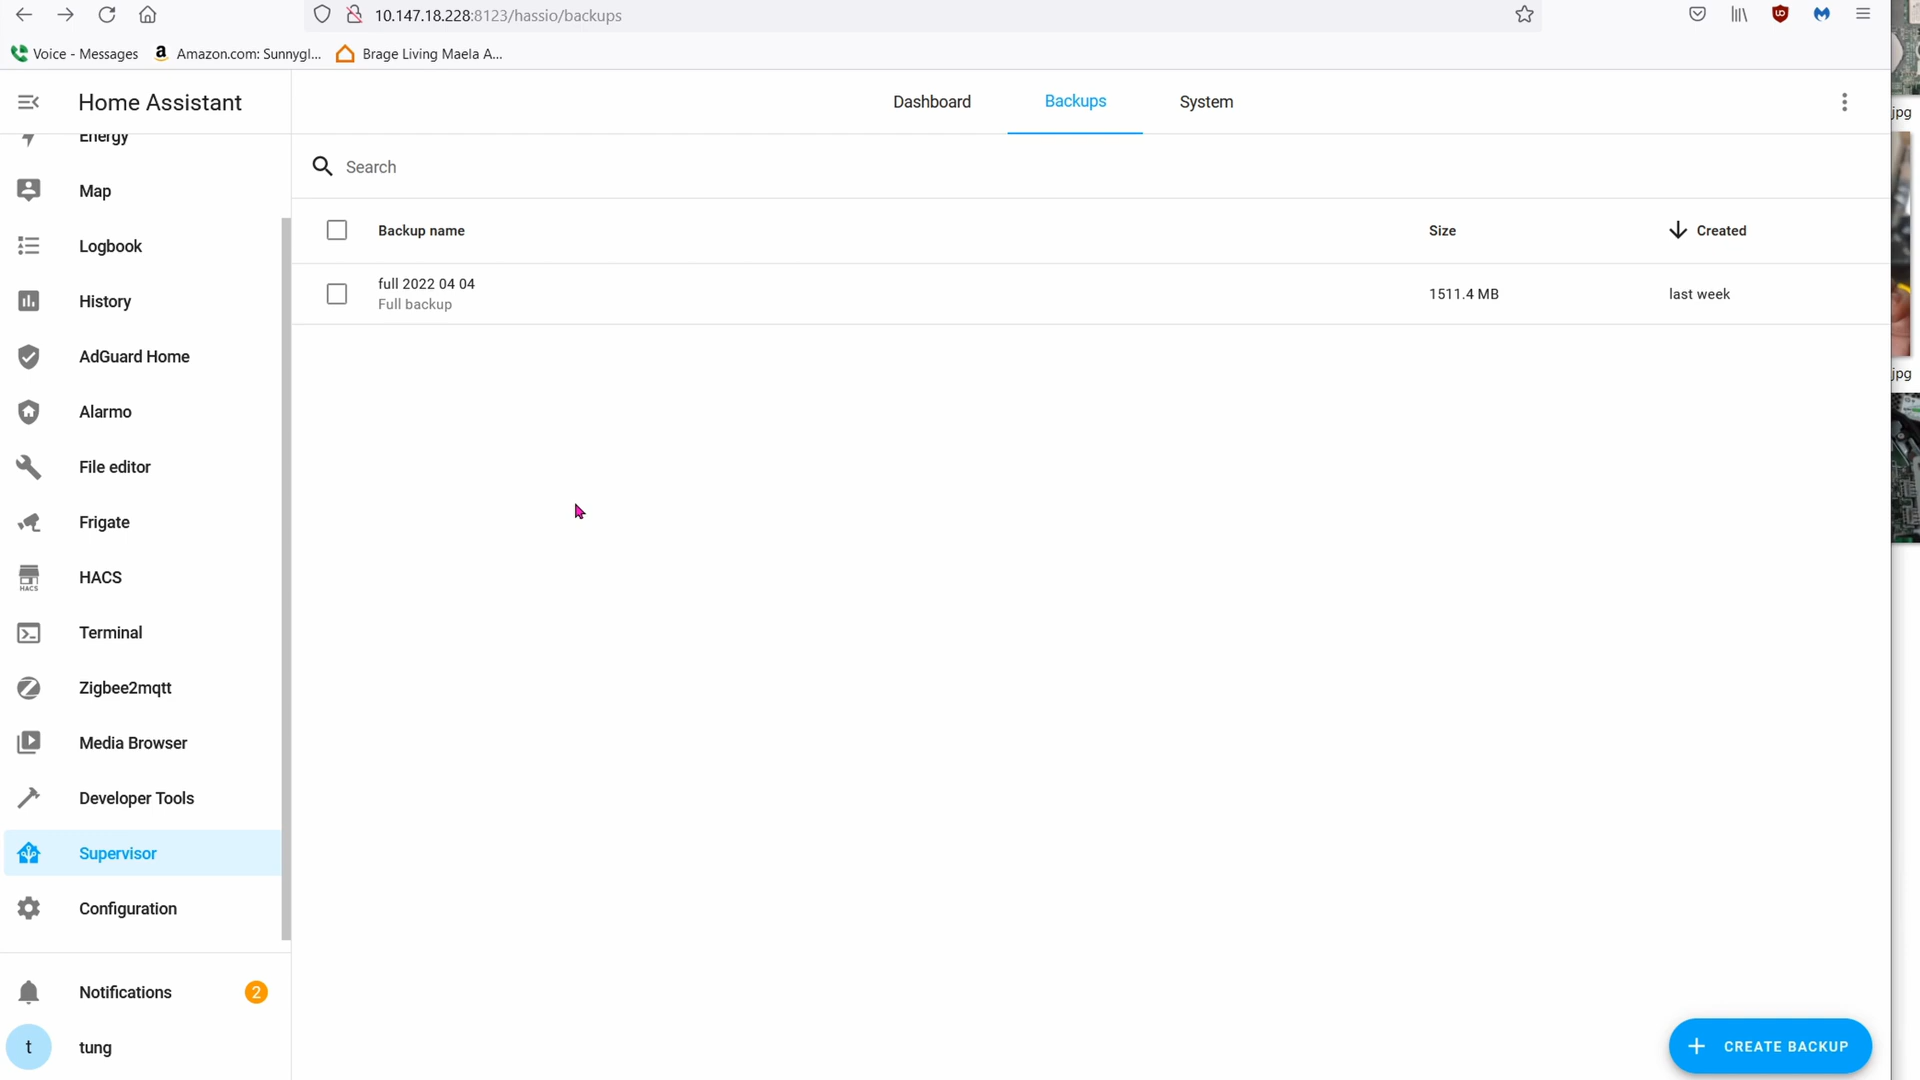 10.147.18.228:8123/hassio/backups
Voice - Messages
Amazon.com: Sunnygl...
Brage Living Maela A...
Home Assistant
Dashboard
Backups
System
jpg
Energy
Search
Map
Backup name
Size
Created
Logbook
full 2022 04 04
Full backup
1511.4 MB
last week
History
AdGuard Home
jpg
Alarmo
File editor
Frigate
HACS
HACS
Terminal
Zigbee2mqtt
Media Browser
Developer Tools
Supervisor
Configuration
Notifications
2
t
tung
+ CREATE BACKUP